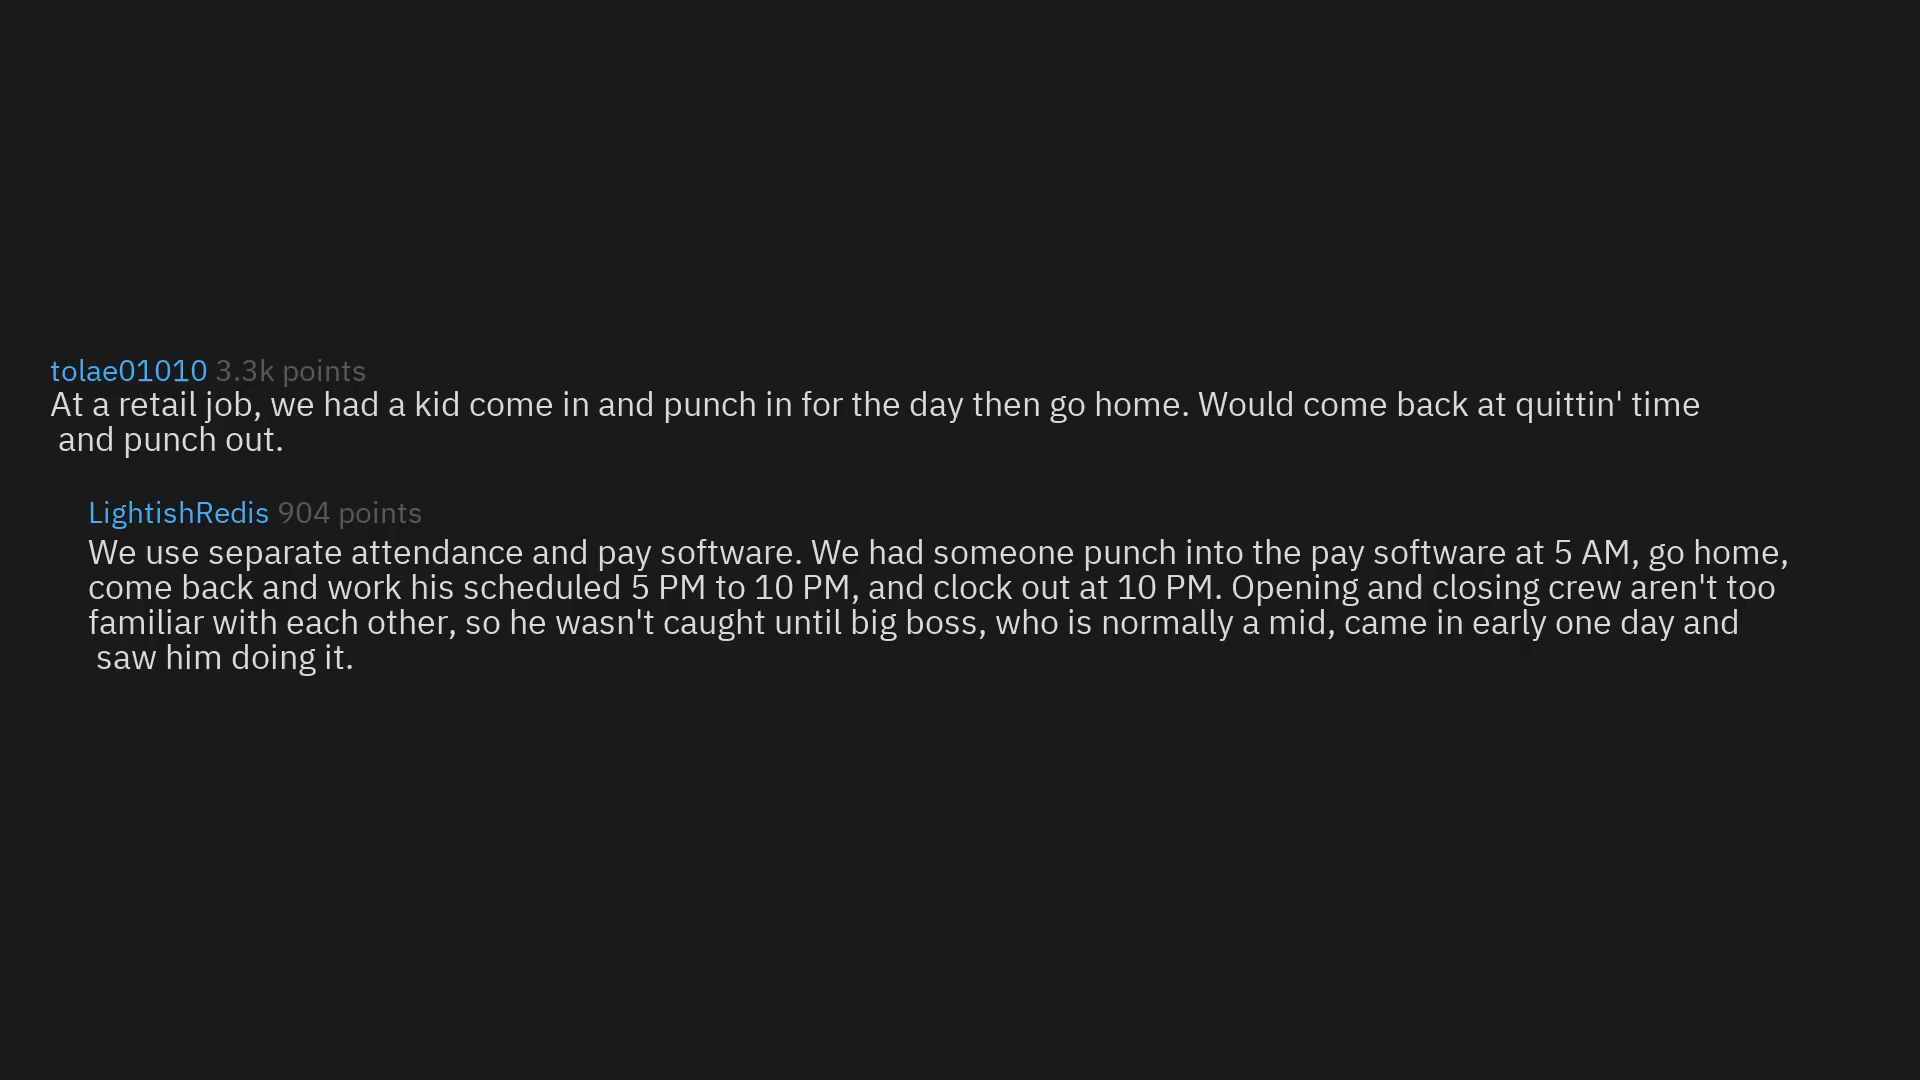 tolae01010 3.3k points
At a retail job, we had a kid come in and punch in for the day then go home. Would come back at quittin' time
and punch out.
LightishRedis 904 points
We use separate attendance and pay software. We had someone punch into the pay software at 5 AM, go home,
come back and work his scheduled 5 PM to 10 PM, and clock out at 10 PM. Opening and closing crew aren't too
familiar with each other, so he wasn't caught until big boss, who is normally a mid, came in early one day and
saw him doing it.